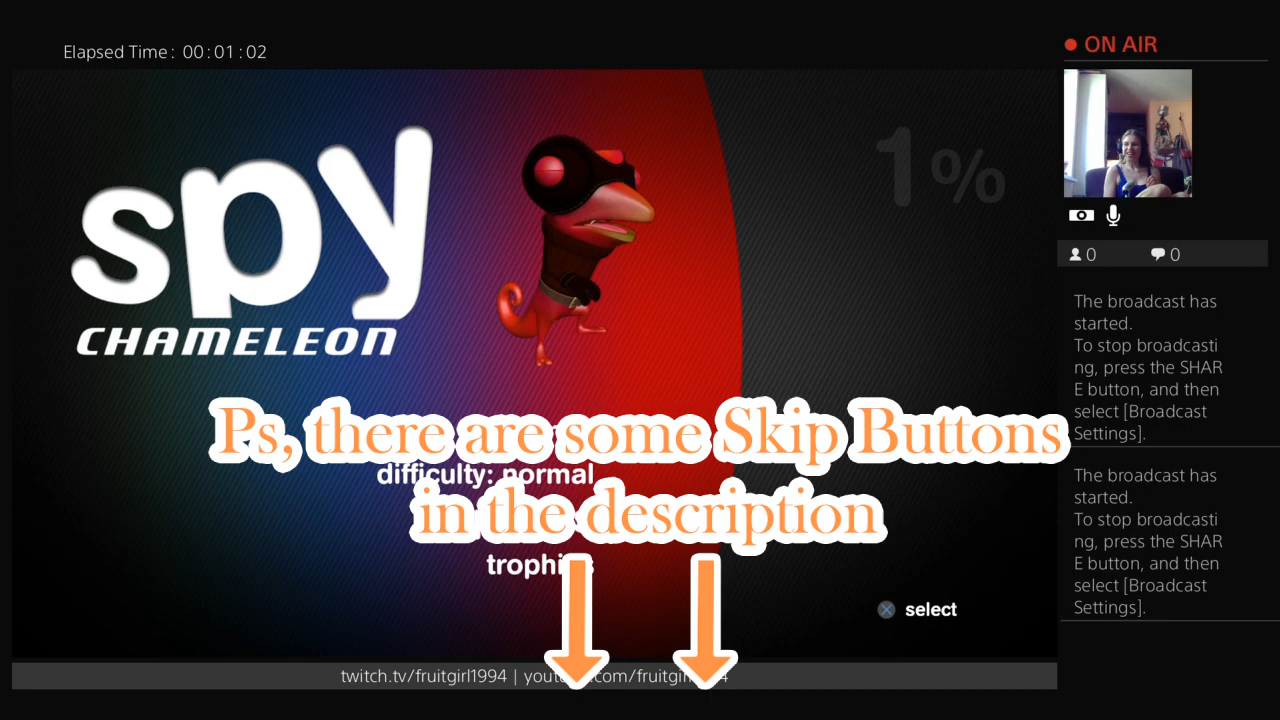 Elapsed Time: 00:01:02
ON AIR
spy
CHAMELEON
1%
0
0
The broadcast has
started.
To stop broadcasti
ng, press the SHAR
E button, and then
select [Broadcast
Settings].
The broadcast has
started.
To stop broadcasti
ng, press the SHAR
E button, and then
select [Broadcast
Settings].
Ps, there are some Skip Buttons
difficulty: normal
in the description
select
twitch.tv/fruitgirl1994 |